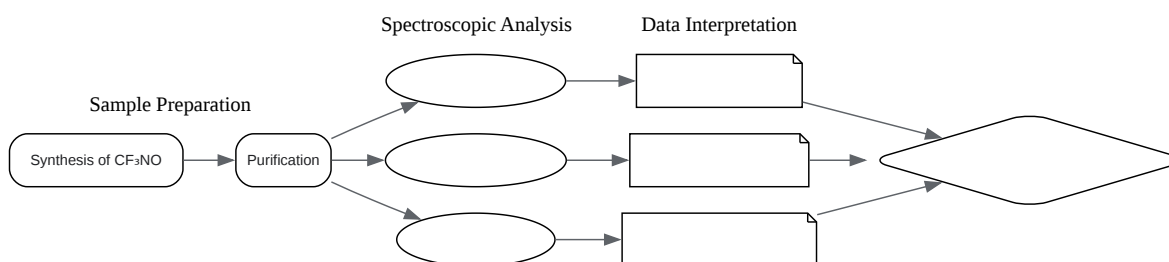 Spectroscopic Analysis
Data Interpretation
Sample Preparation
Synthesis of CF₃NO
Purification